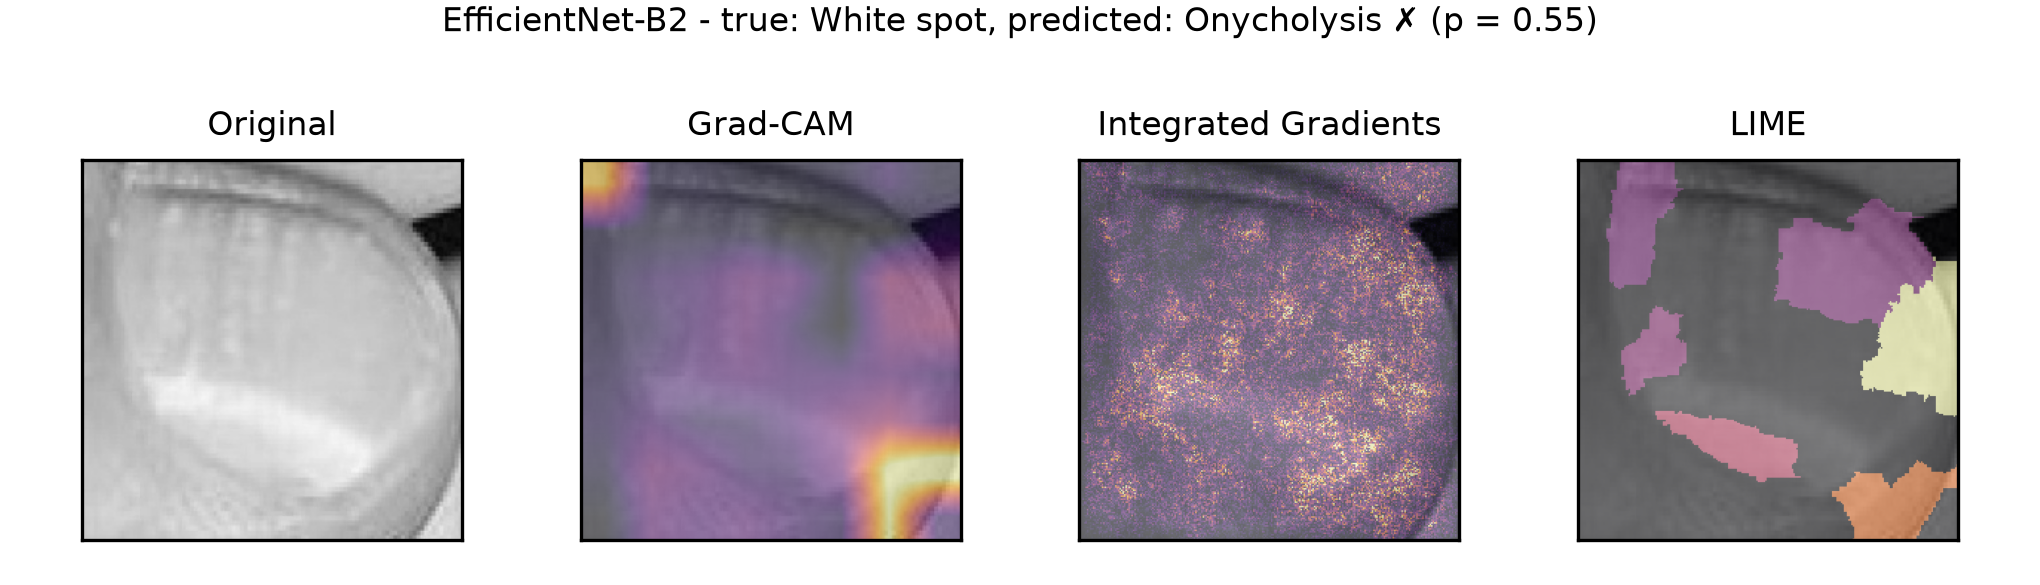 EfficientNet-B2 - true: White spot, predicted: Onycholysis ✗ (p = 0.55)
Original
Grad-CAM
Integrated Gradients
LIME